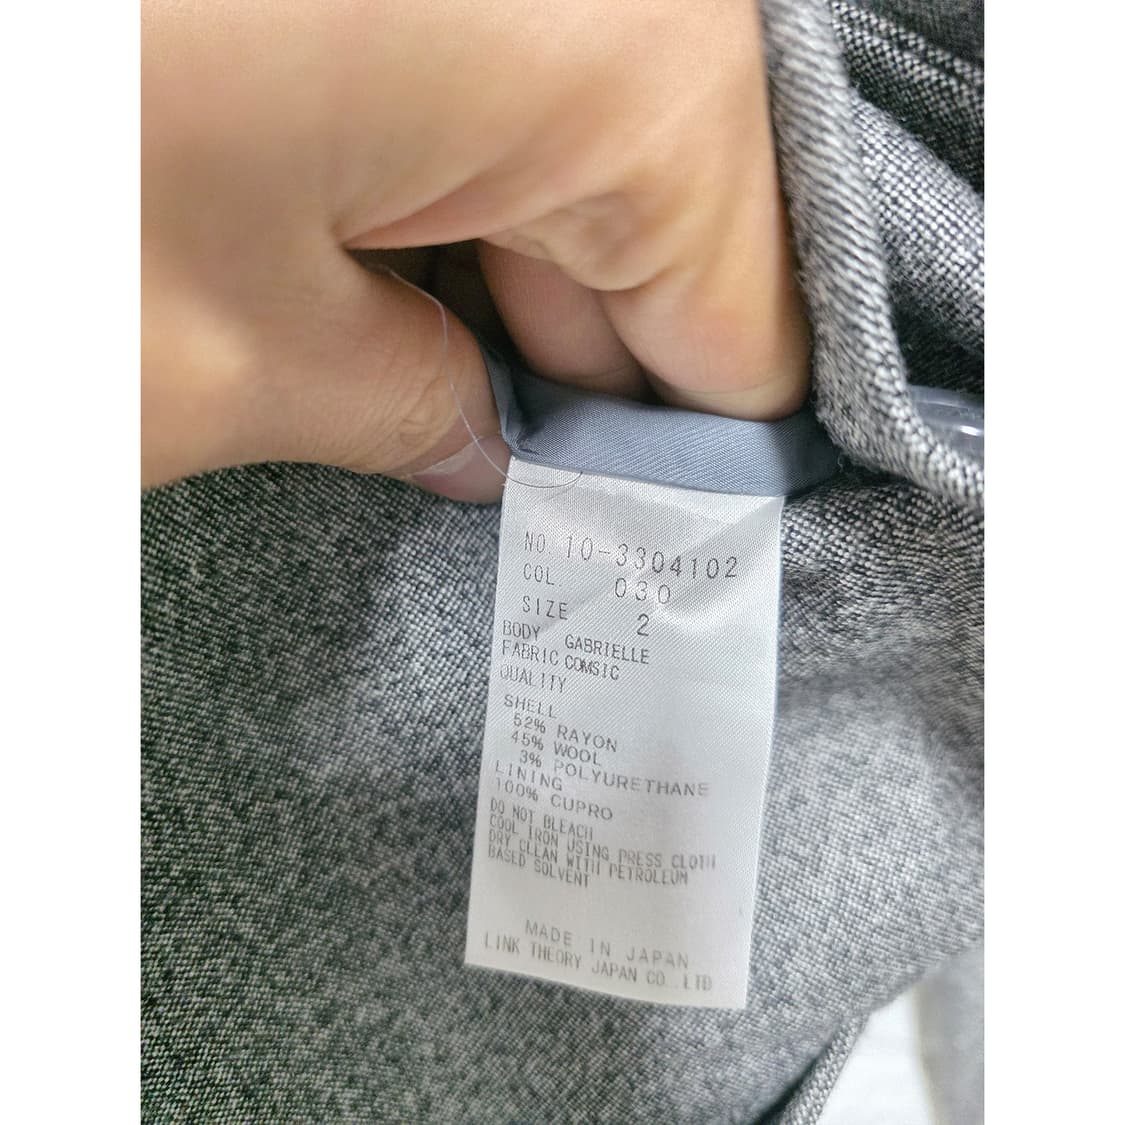 NO. 10-3304102
COL. 030
SIZE 2
BODY GABRIELLE
FABRIC COMSIC
QUALITY
SHELL
52% RAYON
45% WOOL
3% POLYURETHANE
LINING
100% CUPRO
DO NOT BLEACH
COOL IRON USING PRESS CLOTH
DRY CLEAN WITH PETROLEUM
BASED SOLVENT
MADE IN JAPAN
LINK THEORY JAPAN CO.,LTD